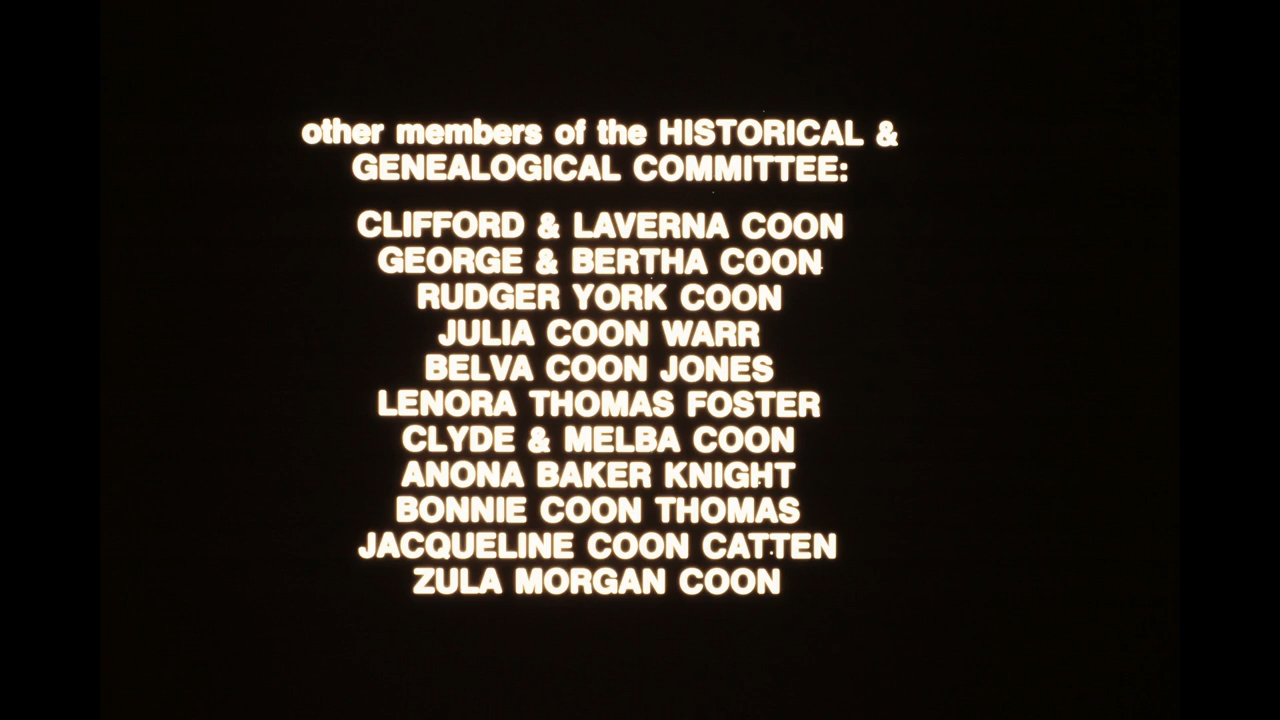 other members of the HISTORICAL &
GENEALOGICAL COMMITTEE:
CLIFFORD & LAVERNA COON
GEORGE & BERTHA COON
RUDGER YORK COON
JULIA COON WARR
BELVA COON JONES
LENORA THOMAS FOSTER
CLYDE & MELBA COON
ANONA BAKER KNIGHT
BONNIE COON THOMAS
JACQUELINE COON CATTEN
ZULA MORGAN COON